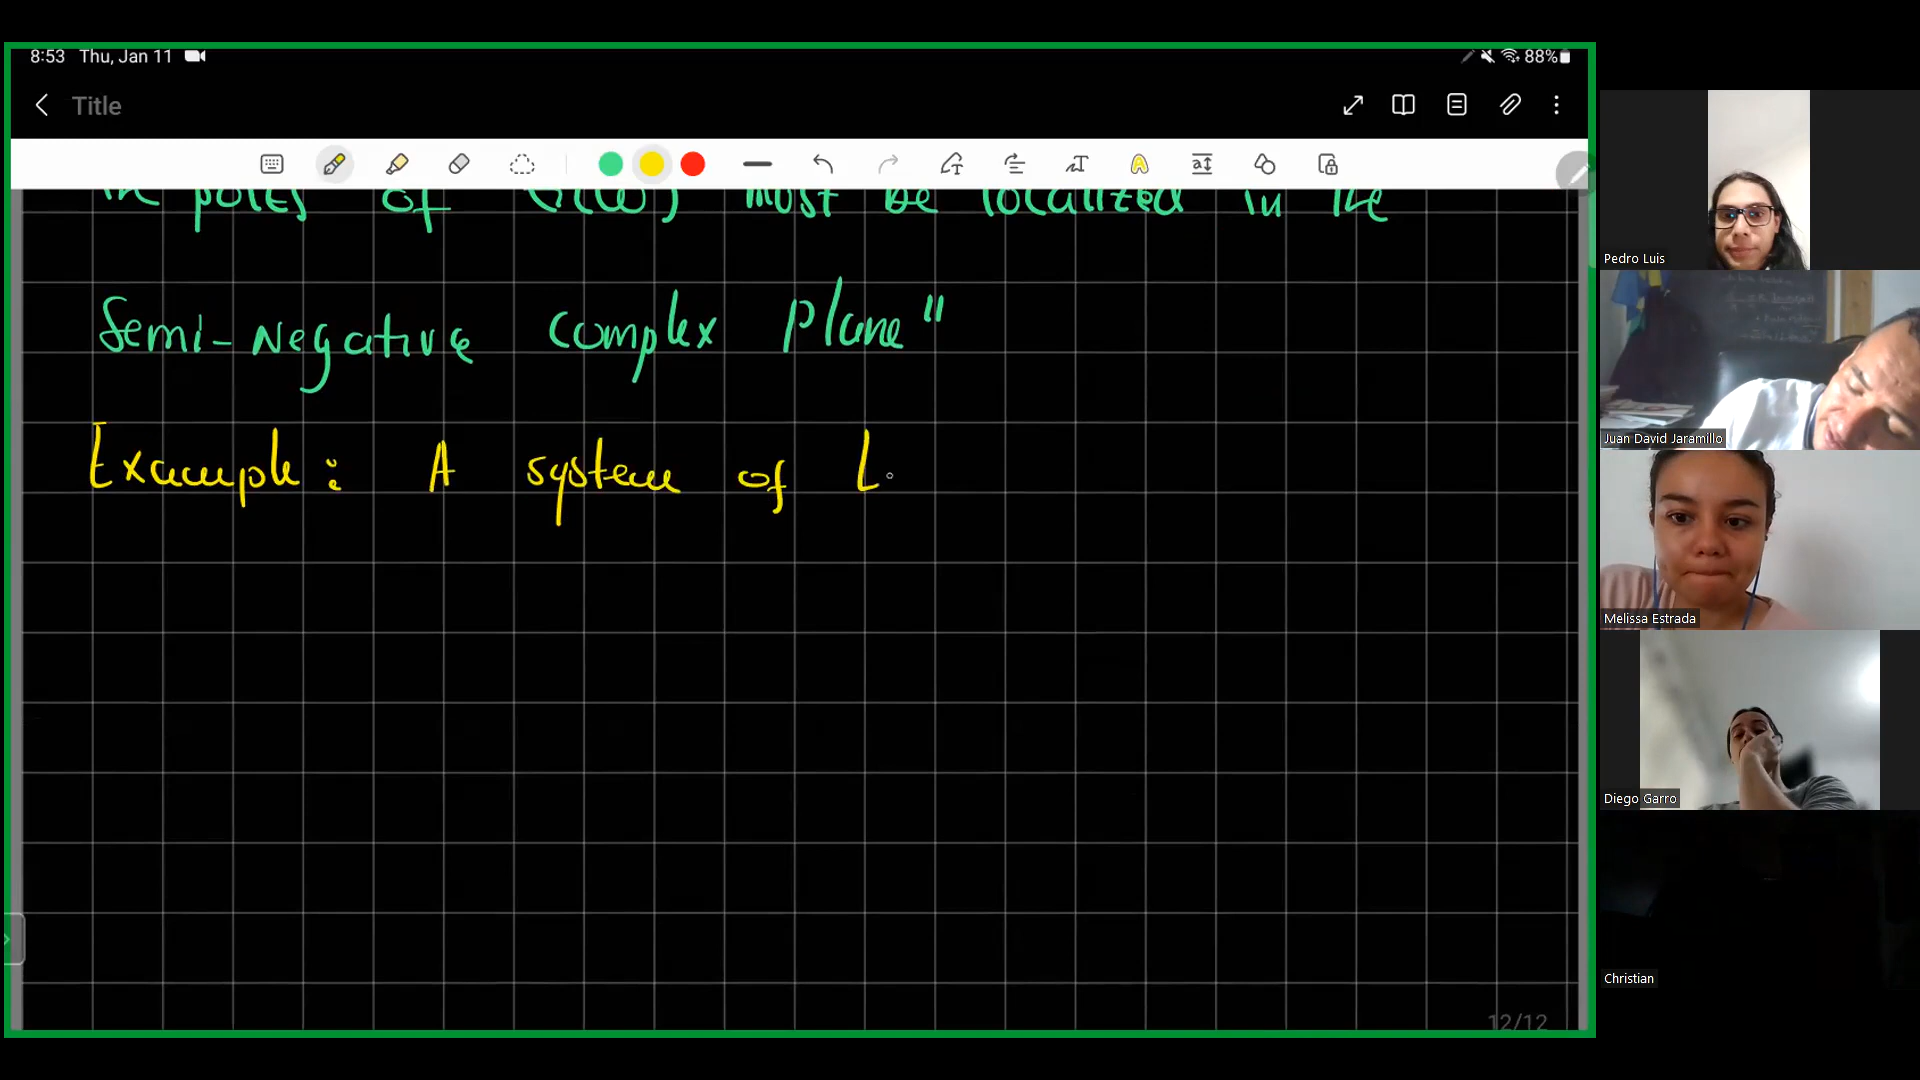 8:53 Thu, Jan 11 88%
Title
poles of G(ω) must be localized in the
Semi-Negative complex plane"
Example: A system of L
12/12
Pedro Luis
Juan David Jaramillo
Melissa Estrada
Diego Garro
Christian